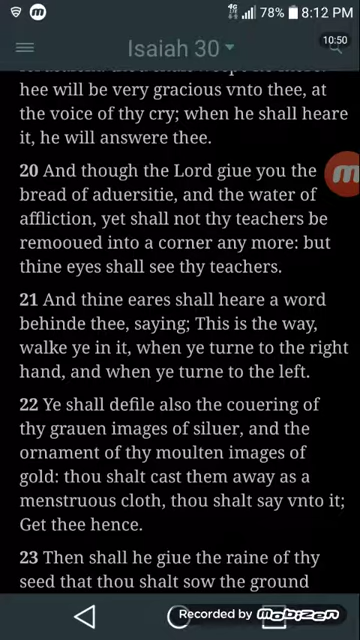 4G
LTE
78% 8:12 PM
10:50
Isaiah 30
hee will be very gracious vnto thee, at
the voice of thy cry; when he shall heare
it, he will answere thee.
20 And though the Lord giue you the
bread of aduersitie, and the water of
affliction, yet shall not thy teachers be
remooued into a corner any more: but
thine eyes shall see thy teachers.
21 And thine eares shall heare a word
behinde thee, saying; This is the way,
walke ye in it, when ye turne to the right
hand, and when ye turne to the left.
22 Ye shall defile also the couering of
thy grauen images of siluer, and the
ornament of thy moulten images of
gold: thou shalt cast them away as a
menstruous cloth, thou shalt say vnto it;
Get thee hence.
23 Then shall he giue the raine of thy
seed that thou shalt sow the ground
Recorded by Mobizen